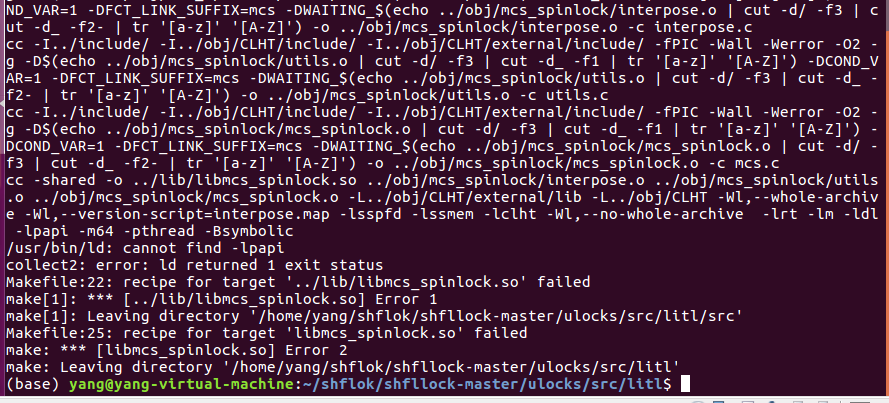 ND_VAR=1 -DFCT_LINK_SUFFIX=mcs -DWAITING_$(echo ../obj/mcs_spinlock/interpose.o | cut -d/ -f3 | c
ut -d_ -f2- | tr '[a-z]' '[A-Z]') -o ../obj/mcs_spinlock/interpose.o -c interpose.c
cc -I../include/ -I../obj/CLHT/include/ -I../obj/CLHT/external/include/ -fPIC -Wall -Werror -O2 -
g -D$(echo ../obj/mcs_spinlock/utils.o | cut -d/ -f3 | cut -d_ -f1 | tr '[a-z]' '[A-Z]') -DCOND_V
AR=1 -DFCT_LINK_SUFFIX=mcs -DWAITING_$(echo ../obj/mcs_spinlock/utils.o | cut -d/ -f3 | cut -d_ -
f2- | tr '[a-z]' '[A-Z]') -o ../obj/mcs_spinlock/utils.o -c utils.c
cc -I../include/ -I../obj/CLHT/include/ -I../obj/CLHT/external/include/ -fPIC -Wall -Werror -O2 -
g -D$(echo ../obj/mcs_spinlock/mcs_spinlock.o | cut -d/ -f3 | cut -d_ -f1 | tr '[a-z]' '[A-Z]') -
DCOND_VAR=1 -DFCT_LINK_SUFFIX=mcs -DWAITING_$(echo ../obj/mcs_spinlock/mcs_spinlock.o | cut -d/ -
f3 | cut -d_ -f2- | tr '[a-z]' '[A-Z]') -o ../obj/mcs_spinlock/mcs_spinlock.o -c mcs.c
cc -shared -o ../lib/libmcs_spinlock.so ../obj/mcs_spinlock/interpose.o ../obj/mcs_spinlock/utils
.o ../obj/mcs_spinlock/mcs_spinlock.o -L../obj/CLHT/external/lib -L../obj/CLHT -Wl,--whole-archiv
e -Wl,--version-script=interpose.map -lsspfd -lssmem -lclht -Wl,--no-whole-archive  -lrt -lm -ldl
 -lpapi -m64 -pthread -Bsymbolic
/usr/bin/ld: cannot find -lpapi
collect2: error: ld returned 1 exit status
Makefile:22: recipe for target '../lib/libmcs_spinlock.so' failed
make[1]: *** [../lib/libmcs_spinlock.so] Error 1
make[1]: Leaving directory '/home/yang/shflok/shfllock-master/ulocks/src/litl/src'
Makefile:25: recipe for target 'libmcs_spinlock.so' failed
make: *** [libmcs_spinlock.so] Error 2
make: Leaving directory '/home/yang/shflok/shfllock-master/ulocks/src/litl'
(base) yang@yang-virtual-machine:~/shflok/shfllock-master/ulocks/src/litl$